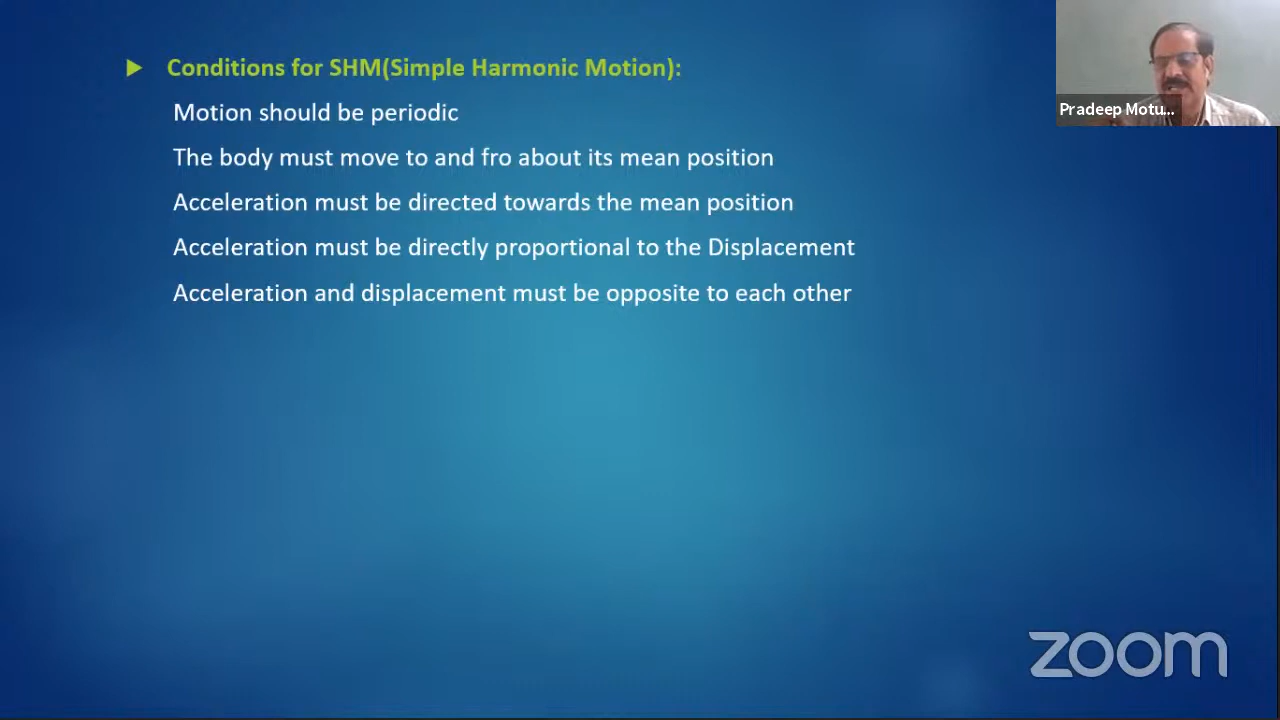 Conditions for SHM(Simple Harmonic Motion):
Motion should be periodic
The body must move to and fro about its mean position
Acceleration must be directed towards the mean position
Acceleration must be directly proportional to the Displacement
Acceleration and displacement must be opposite to each other
Pradeep Motu...
zoom